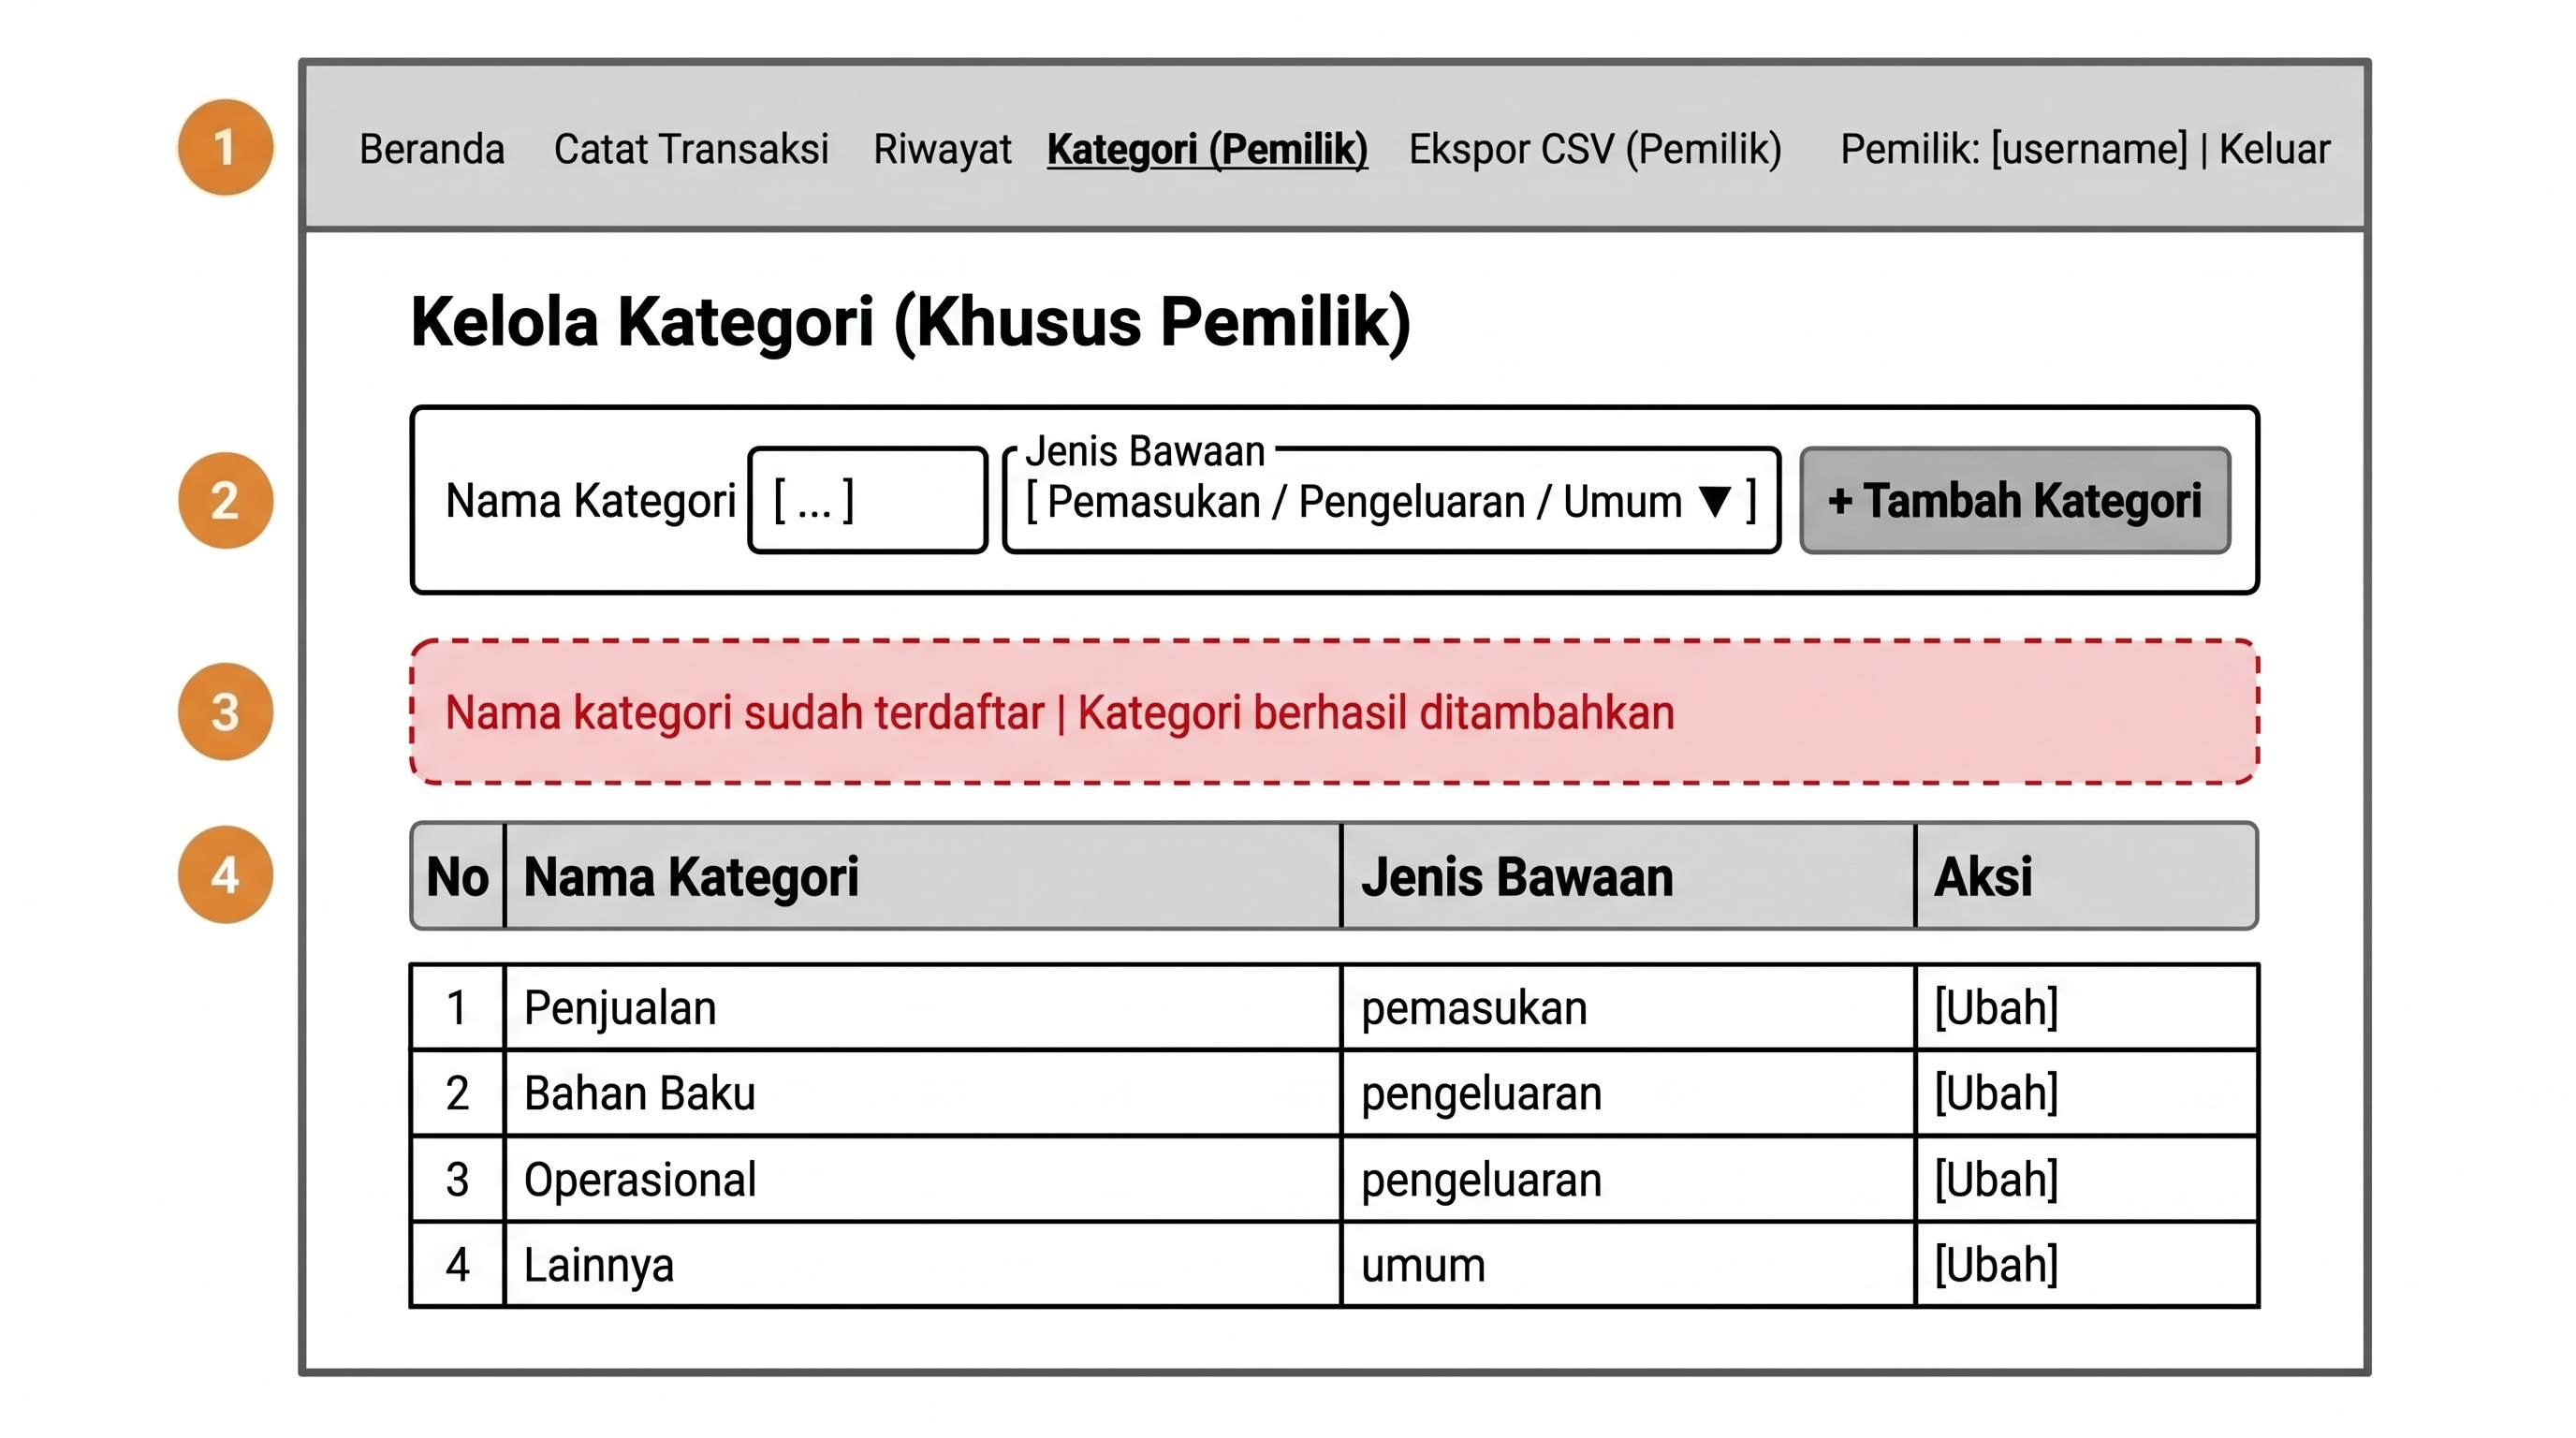 1
Beranda Catat Transaksi Riwayat Kategori (Pemilik) Ekspor CSV (Pemilik) Pemilik: [username] | Keluar
Kelola Kategori (Khusus Pemilik)
2
Jenis Bawaan
Nama Kategori [ ... ] [ Pemasukan / Pengeluaran / Umum ▼ ] + Tambah Kategori
3
Nama kategori sudah terdaftar | Kategori berhasil ditambahkan
4
No Nama Kategori Jenis Bawaan Aksi
1 Penjualan pemasukan [Ubah]
2 Bahan Baku pengeluaran [Ubah]
3 Operasional pengeluaran [Ubah]
4 Lainnya umum [Ubah]